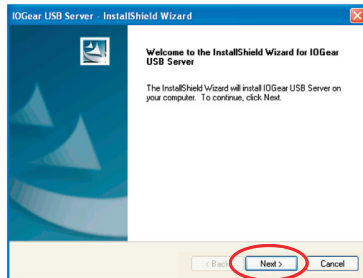 IOGear USB Server - InstallShield Wizard
Welcome to the InstallShield Wizard for IOGear
USB Server
The InstallShield Wizard will install IOGear USB Server on
your computer. To continue, click Next.
< Back
Next >
Cancel